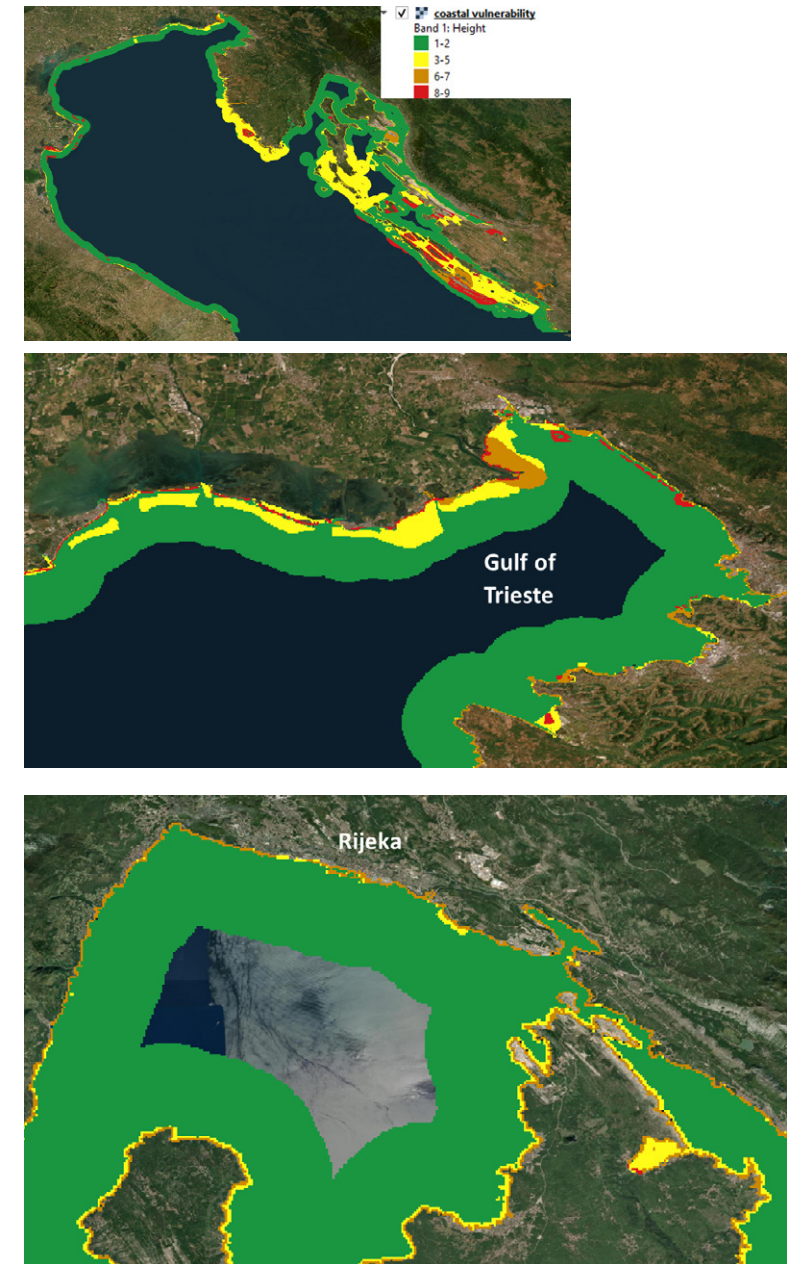 coastal vulnerability
Band 1: Height
1-2
3-5
6-7
8-9
Gulf of
Trieste
Rijeka